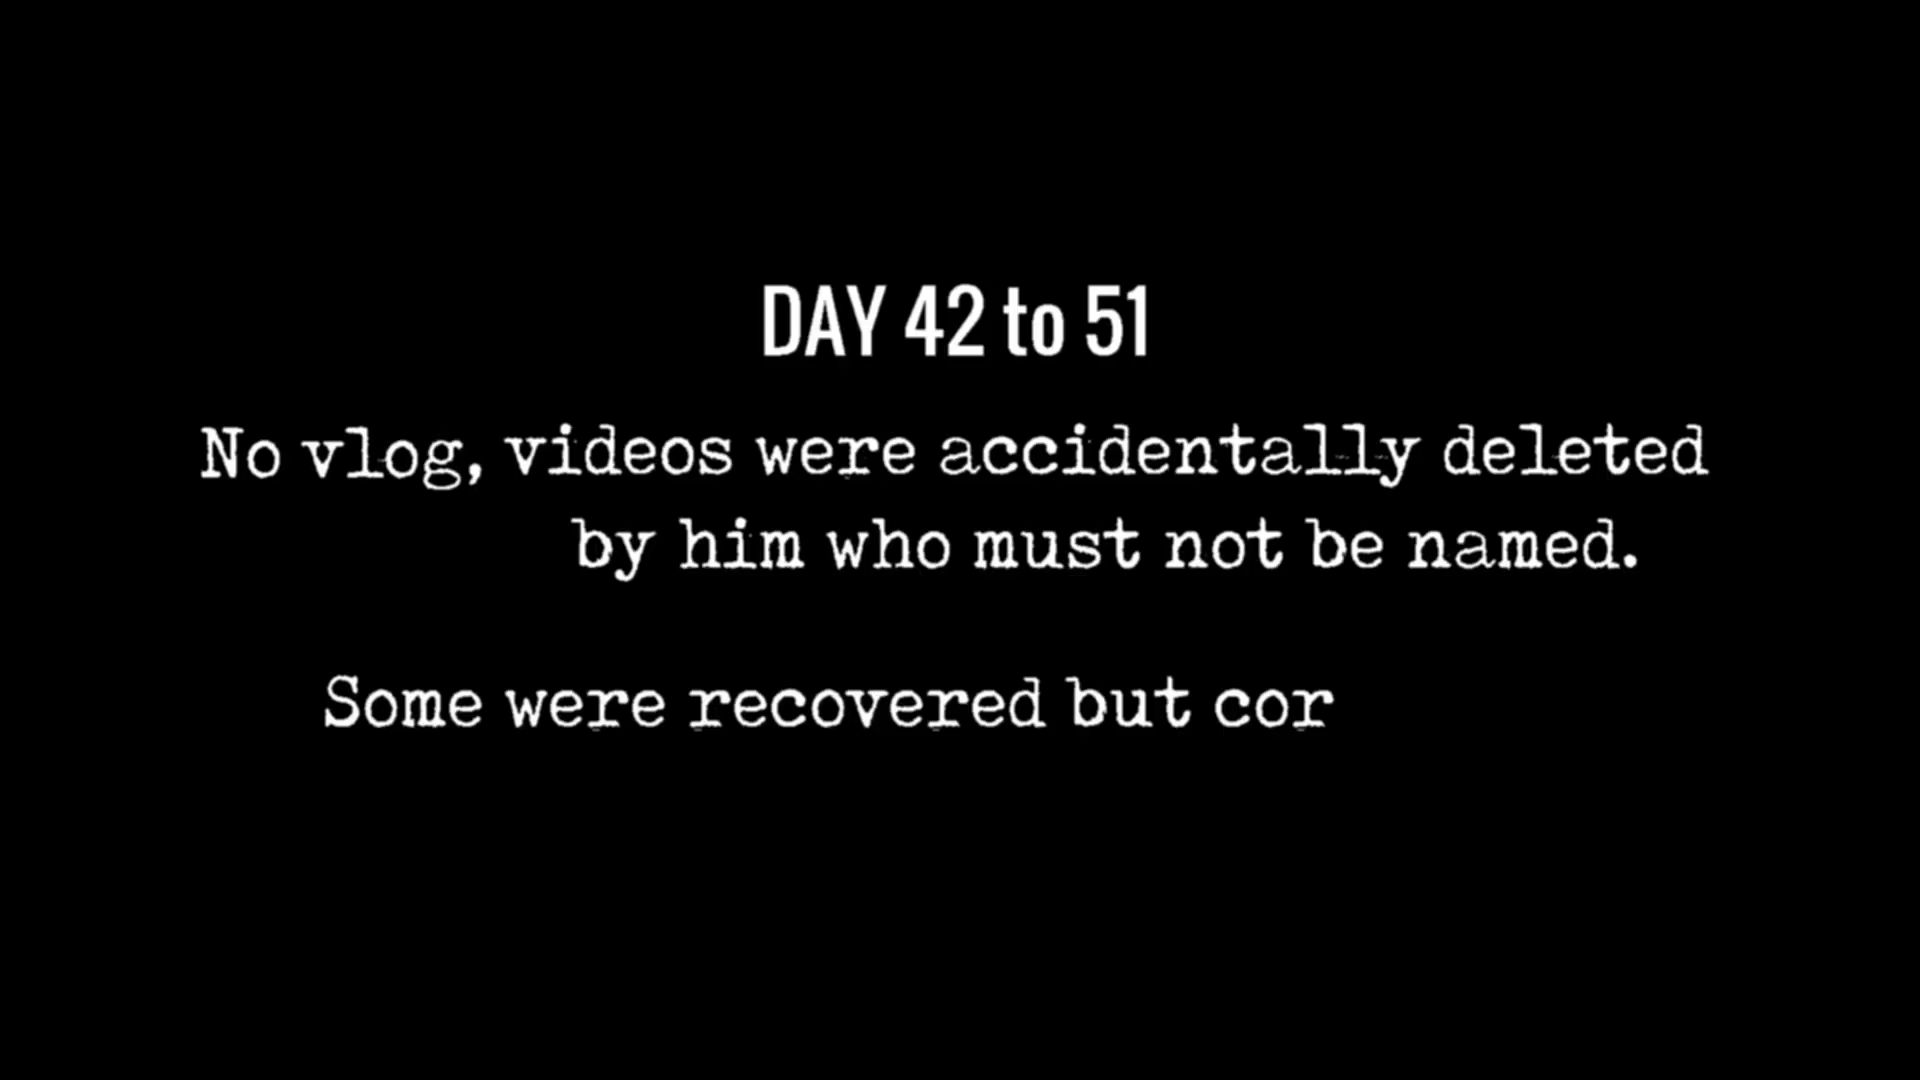 DAY 42 to 51
No vlog, videos were accidentally deleted
by him who must not be named.
Some were recovered but cor